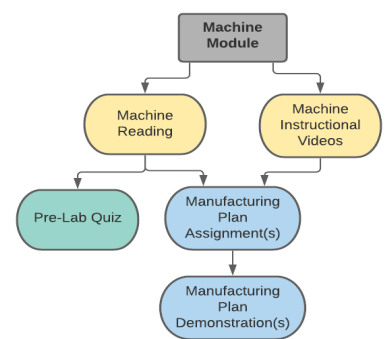 Machine
Module
Machine
Reading
Machine
Instructional
Videos
Pre-Lab Quiz
Manufacturing
Plan
Assignment(s)
Manufacturing
Plan
Demonstration(s)